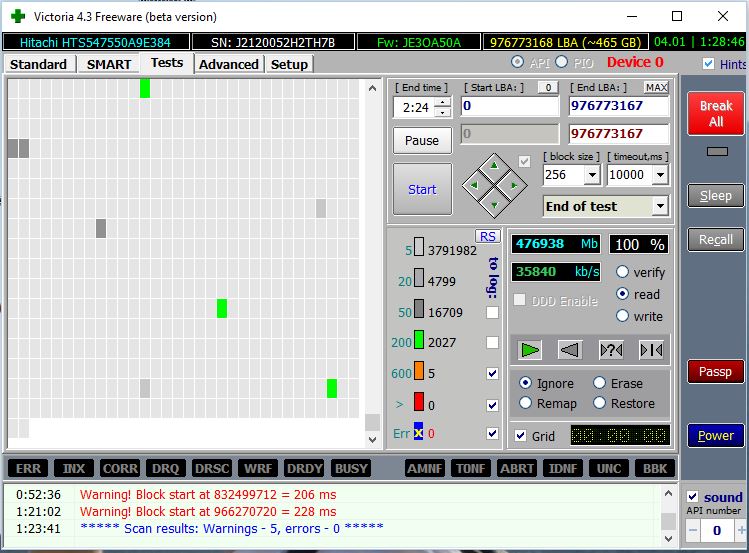 Victoria 4.3 Freeware (beta version)
Hitachi HTS547550A9E384 SN: J2120052H2TH7B Fw: JE3OA50A 976773168 LBA (~465 GB) 04.01 | 1:28:46
Standard SMART Tests Advanced Setup API PIO Device 0 Hints
[ End time ] [ Start LBA: ] 0 [ End LBA: ] MAX
2:24 0 976773167
Pause 0 976773167
[ block size ] [ timeout,ms ]
Start 256 10000
End of test
Break All
Sleep
Recall
Passp
Power
RS
to log:
5 3791982
20 4799
50 16709
200 2027
600 5
> 0
Err x 0
476938 Mb 100 %
35840 kb/s verify
DDD Enable read
write
?
Ignore Erase
Remap Restore
Grid 00:00:00
ERR INX CORR DRQ DRSC WRF DRDY BUSY AMNF T0NF ABRT IDNF UNC BBK
0:52:36 Warning! Block start at 832499712 = 206 ms
1:21:02 Warning! Block start at 966270720 = 228 ms
1:23:41 ***** Scan results: Warnings - 5, errors - 0 *****
sound
API number
- 0 +